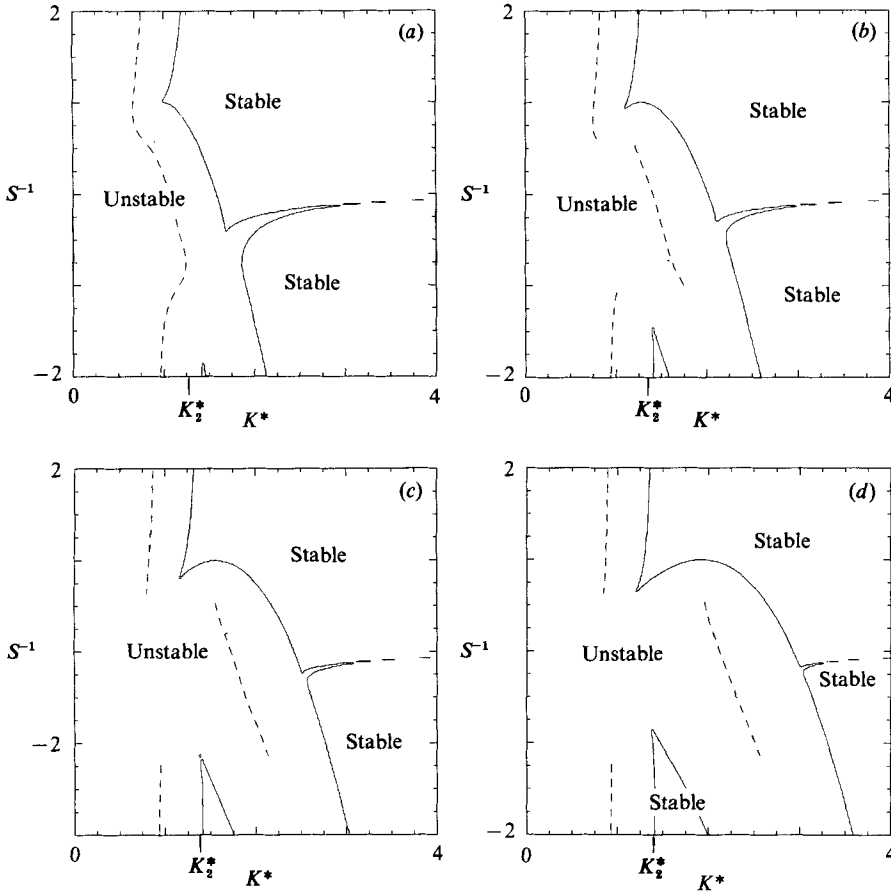 2
(a)
Stable
S⁻¹
Unstable
Stable
−2
0
K₂*
K*
4
2
(b)
Stable
S⁻¹
Unstable
Stable
−2
0
K₂*
K*
4
2
(c)
Stable
S⁻¹
Unstable
Stable
−2
0
K₂*
K*
4
2
(d)
Stable
S⁻¹
Unstable
Stable
Stable
−2
0
K₂*
K*
4
−2